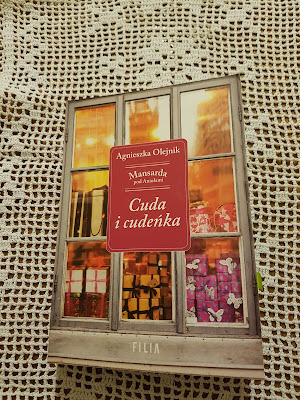 Agnieszka Olejnik
Mansarda
pod Aniołami
Cuda
i cudeńka
FILIA